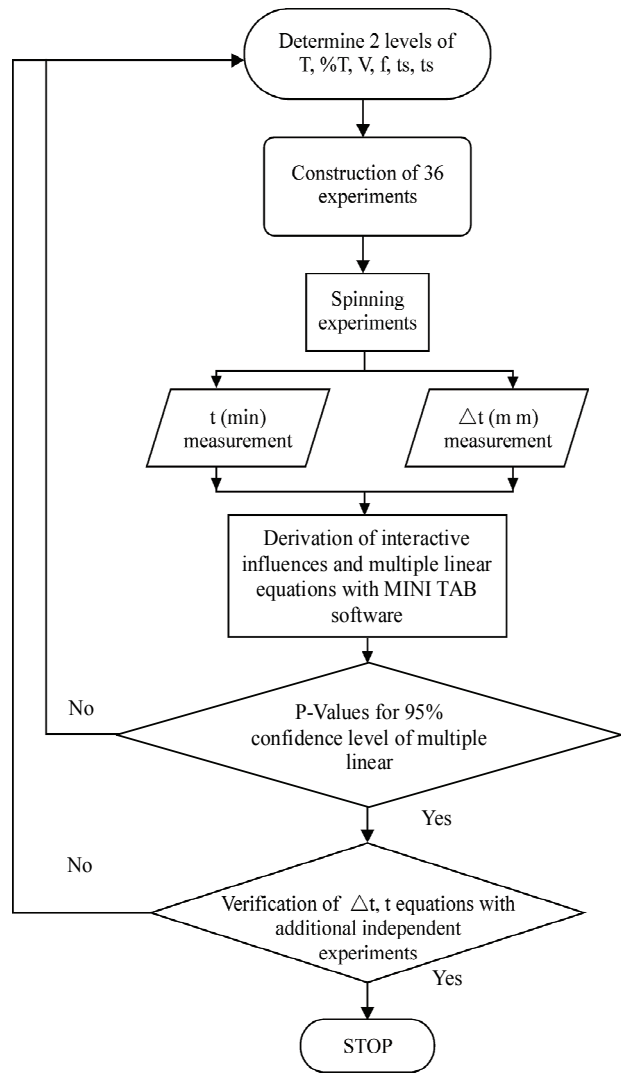 Determine 2 levels of
T, %T, V, f, ts, ts
Construction of 36
experiments
Spinning
experiments
t (min)
measurement
△t (m m)
measurement
Derivation of interactive
influences and multiple linear
equations with MINI TAB
software
No
P-Values for 95%
confidence level of multiple
linear
Yes
No
Verification of △t, t equations with
additional independent
experiments
Yes
STOP